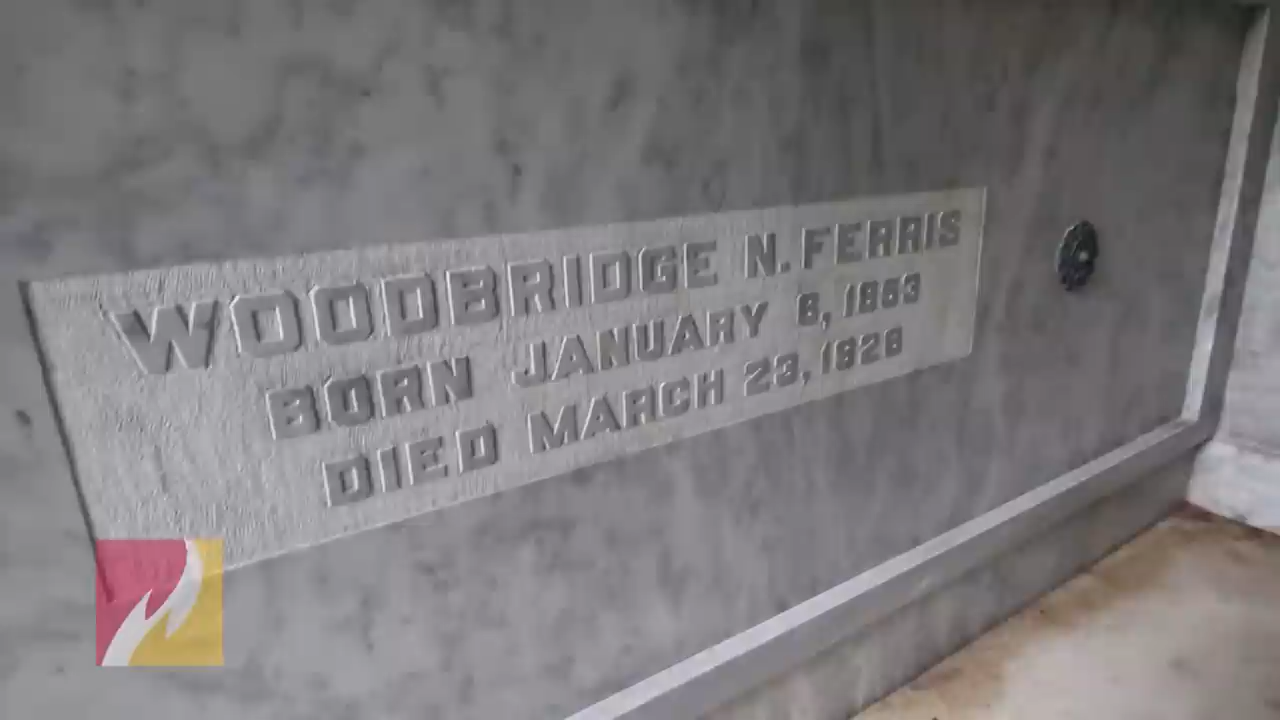 WOODBRIDGE N. FERRIS
BORN JANUARY 6, 1853
DIED MARCH 23, 1928